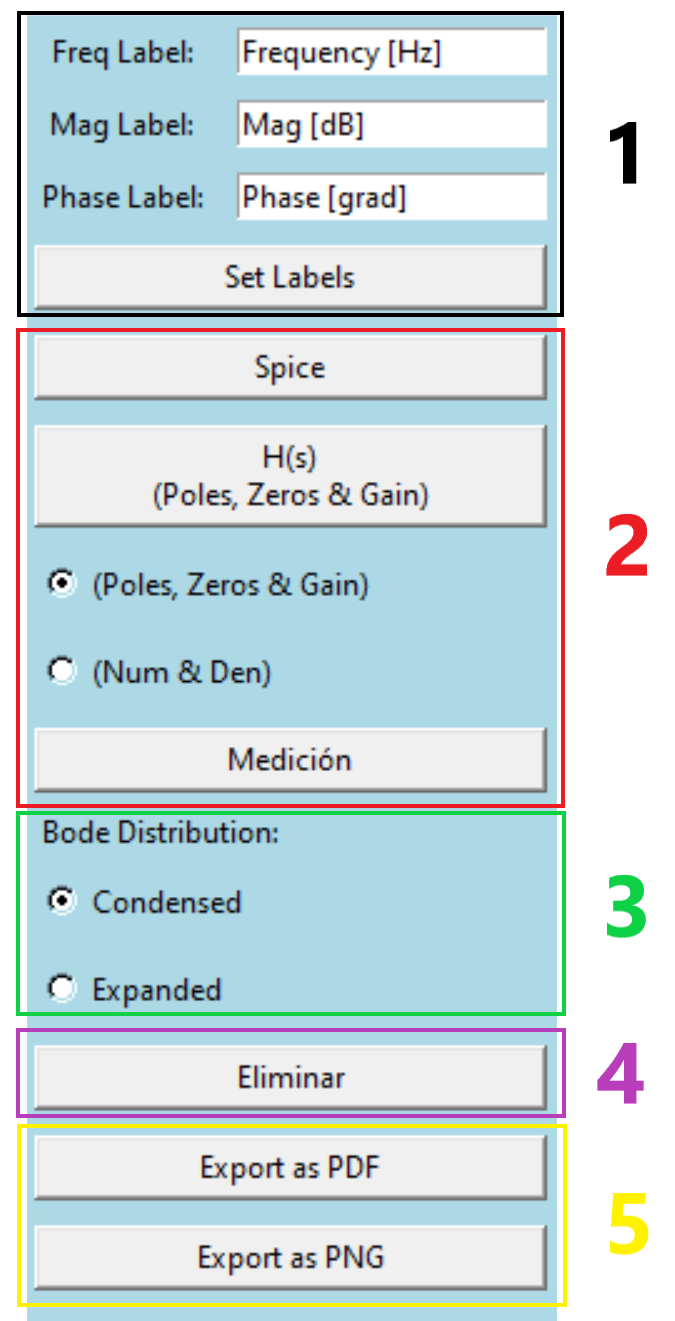 Freq Label: Frequency [Hz]
Mag Label: Mag [dB]
1
Phase Label: Phase [grad]
Set Labels
Spice
H(s)
(Poles, Zeros & Gain)
2
(Poles, Zeros & Gain)
(Num & Den)
Medición
Bode Distribution:
Condensed
3
Expanded
Eliminar
4
Export as PDF
5
Export as PNG